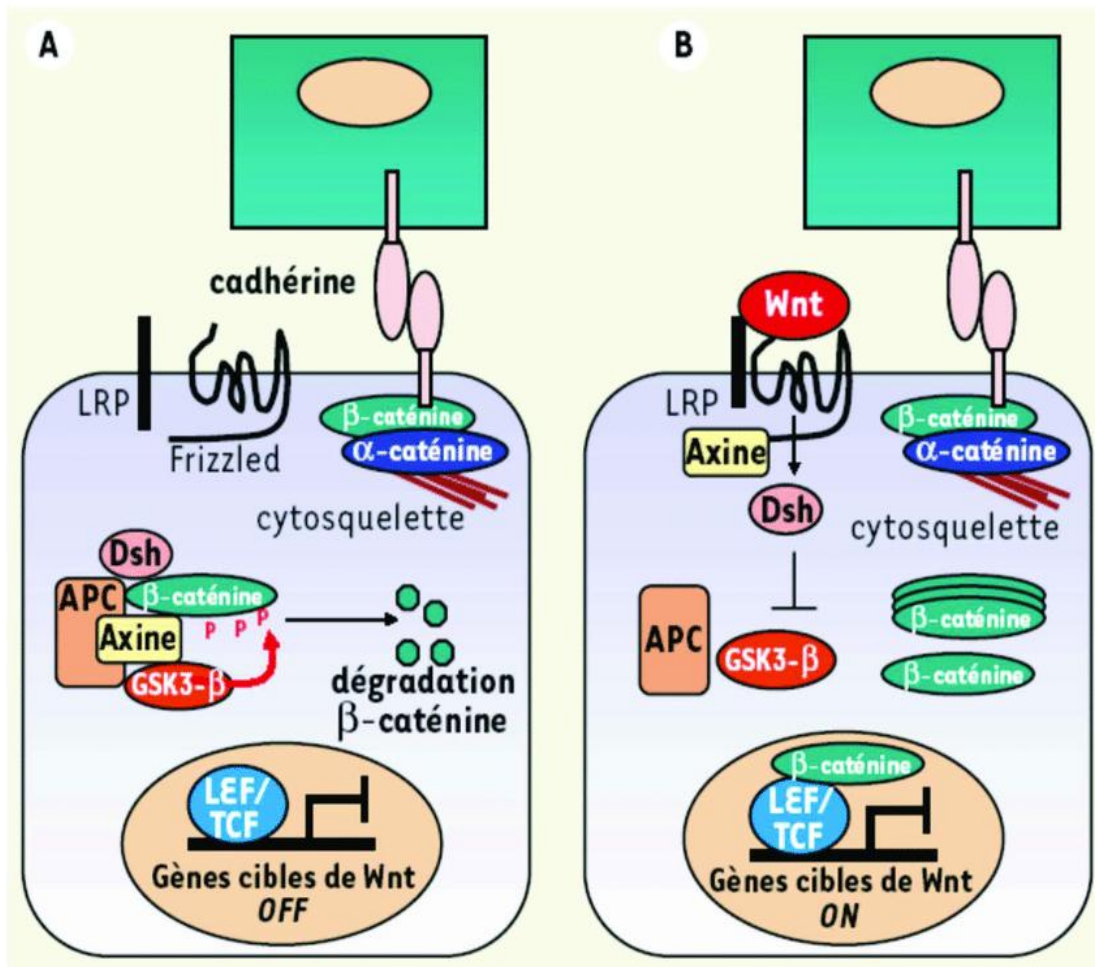 A
cadhérine
LRP
Frizzled
β-caténine
α-caténine
cytosquelette
Dsh
APC
β-caténine
P P P
Axine
GSK3-β
dégradation
β-caténine
LEF/
TCF
Gènes cibles de Wnt
OFF
B
Wnt
LRP
Axine
β-caténine
α-caténine
Dsh
cytosquelette
APC
GSK3-β
β-caténine
β-caténine
β-caténine
LEF/
TCF
Gènes cibles de Wnt
ON